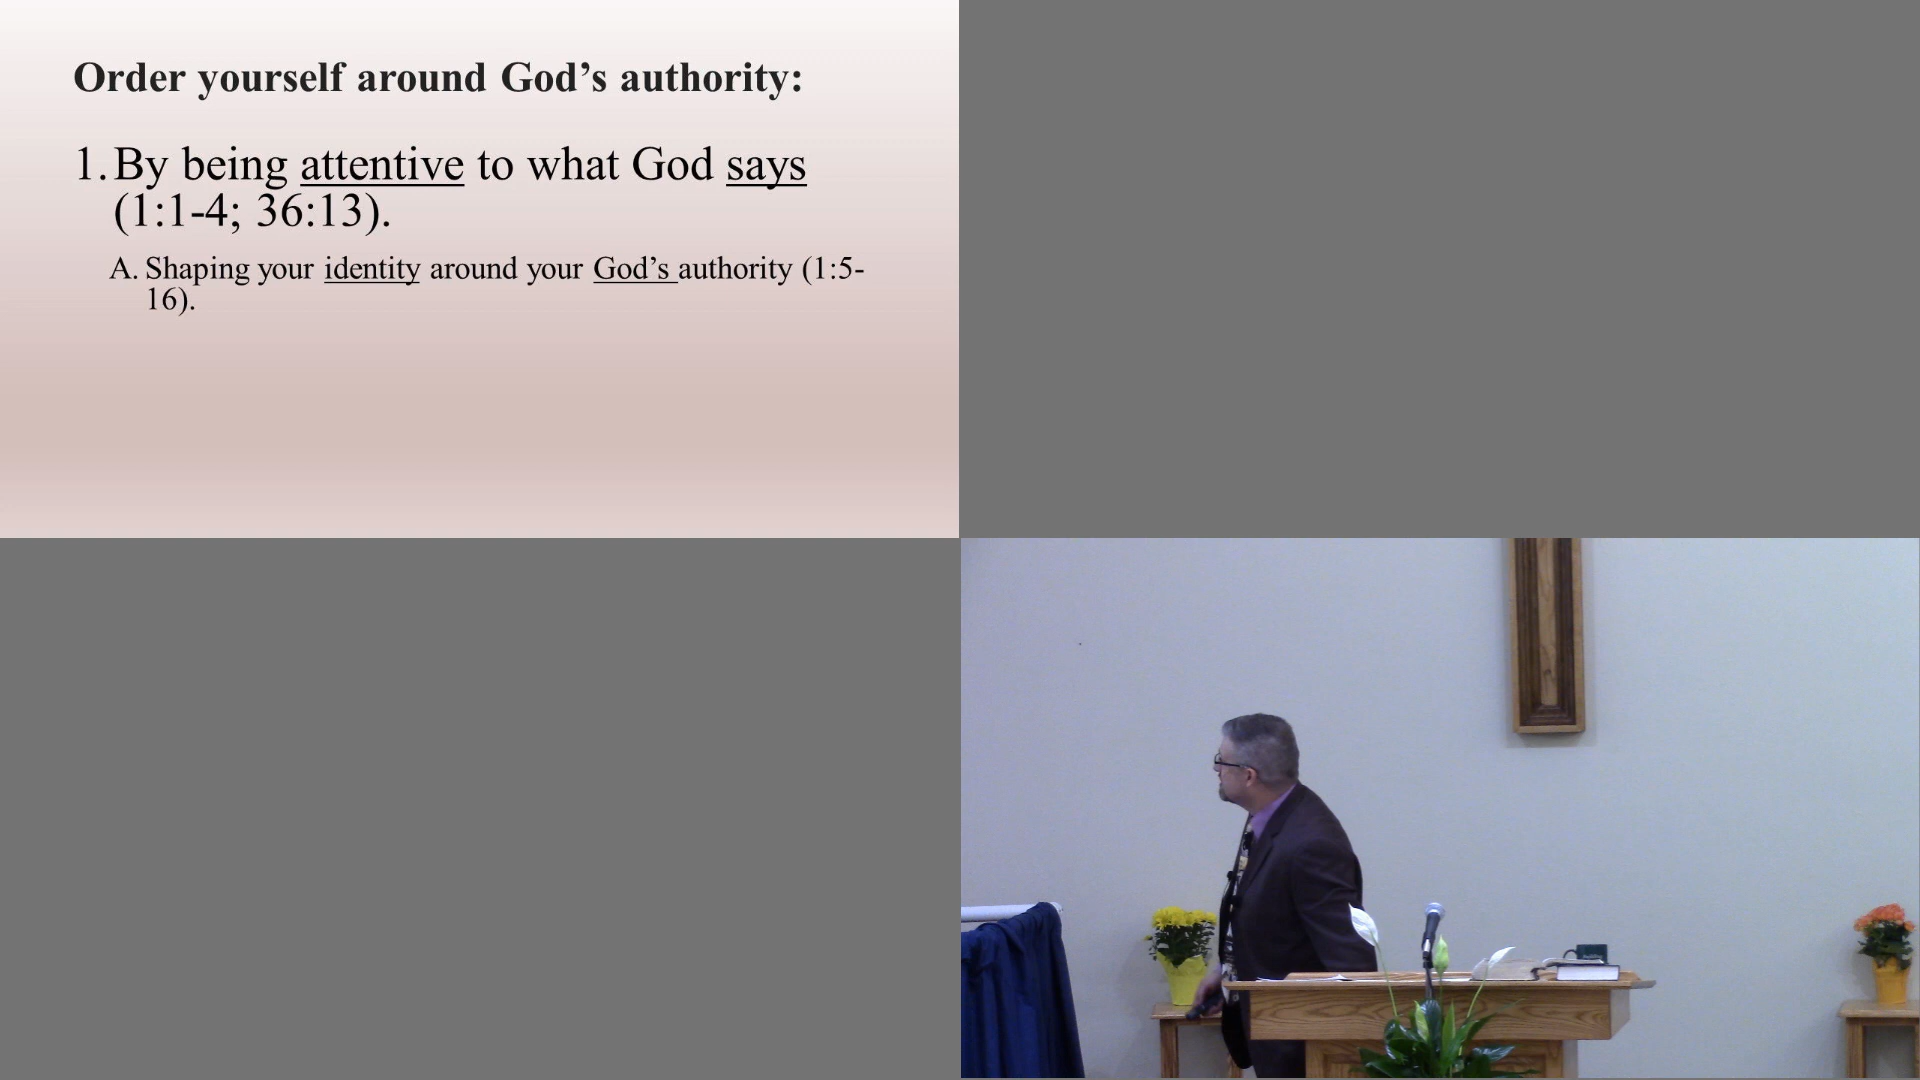 Order yourself around God’s authority:
1. By being attentive to what God says
(1:1-4; 36:13).
A. Shaping your identity around your God’s authority (1:5-
16).